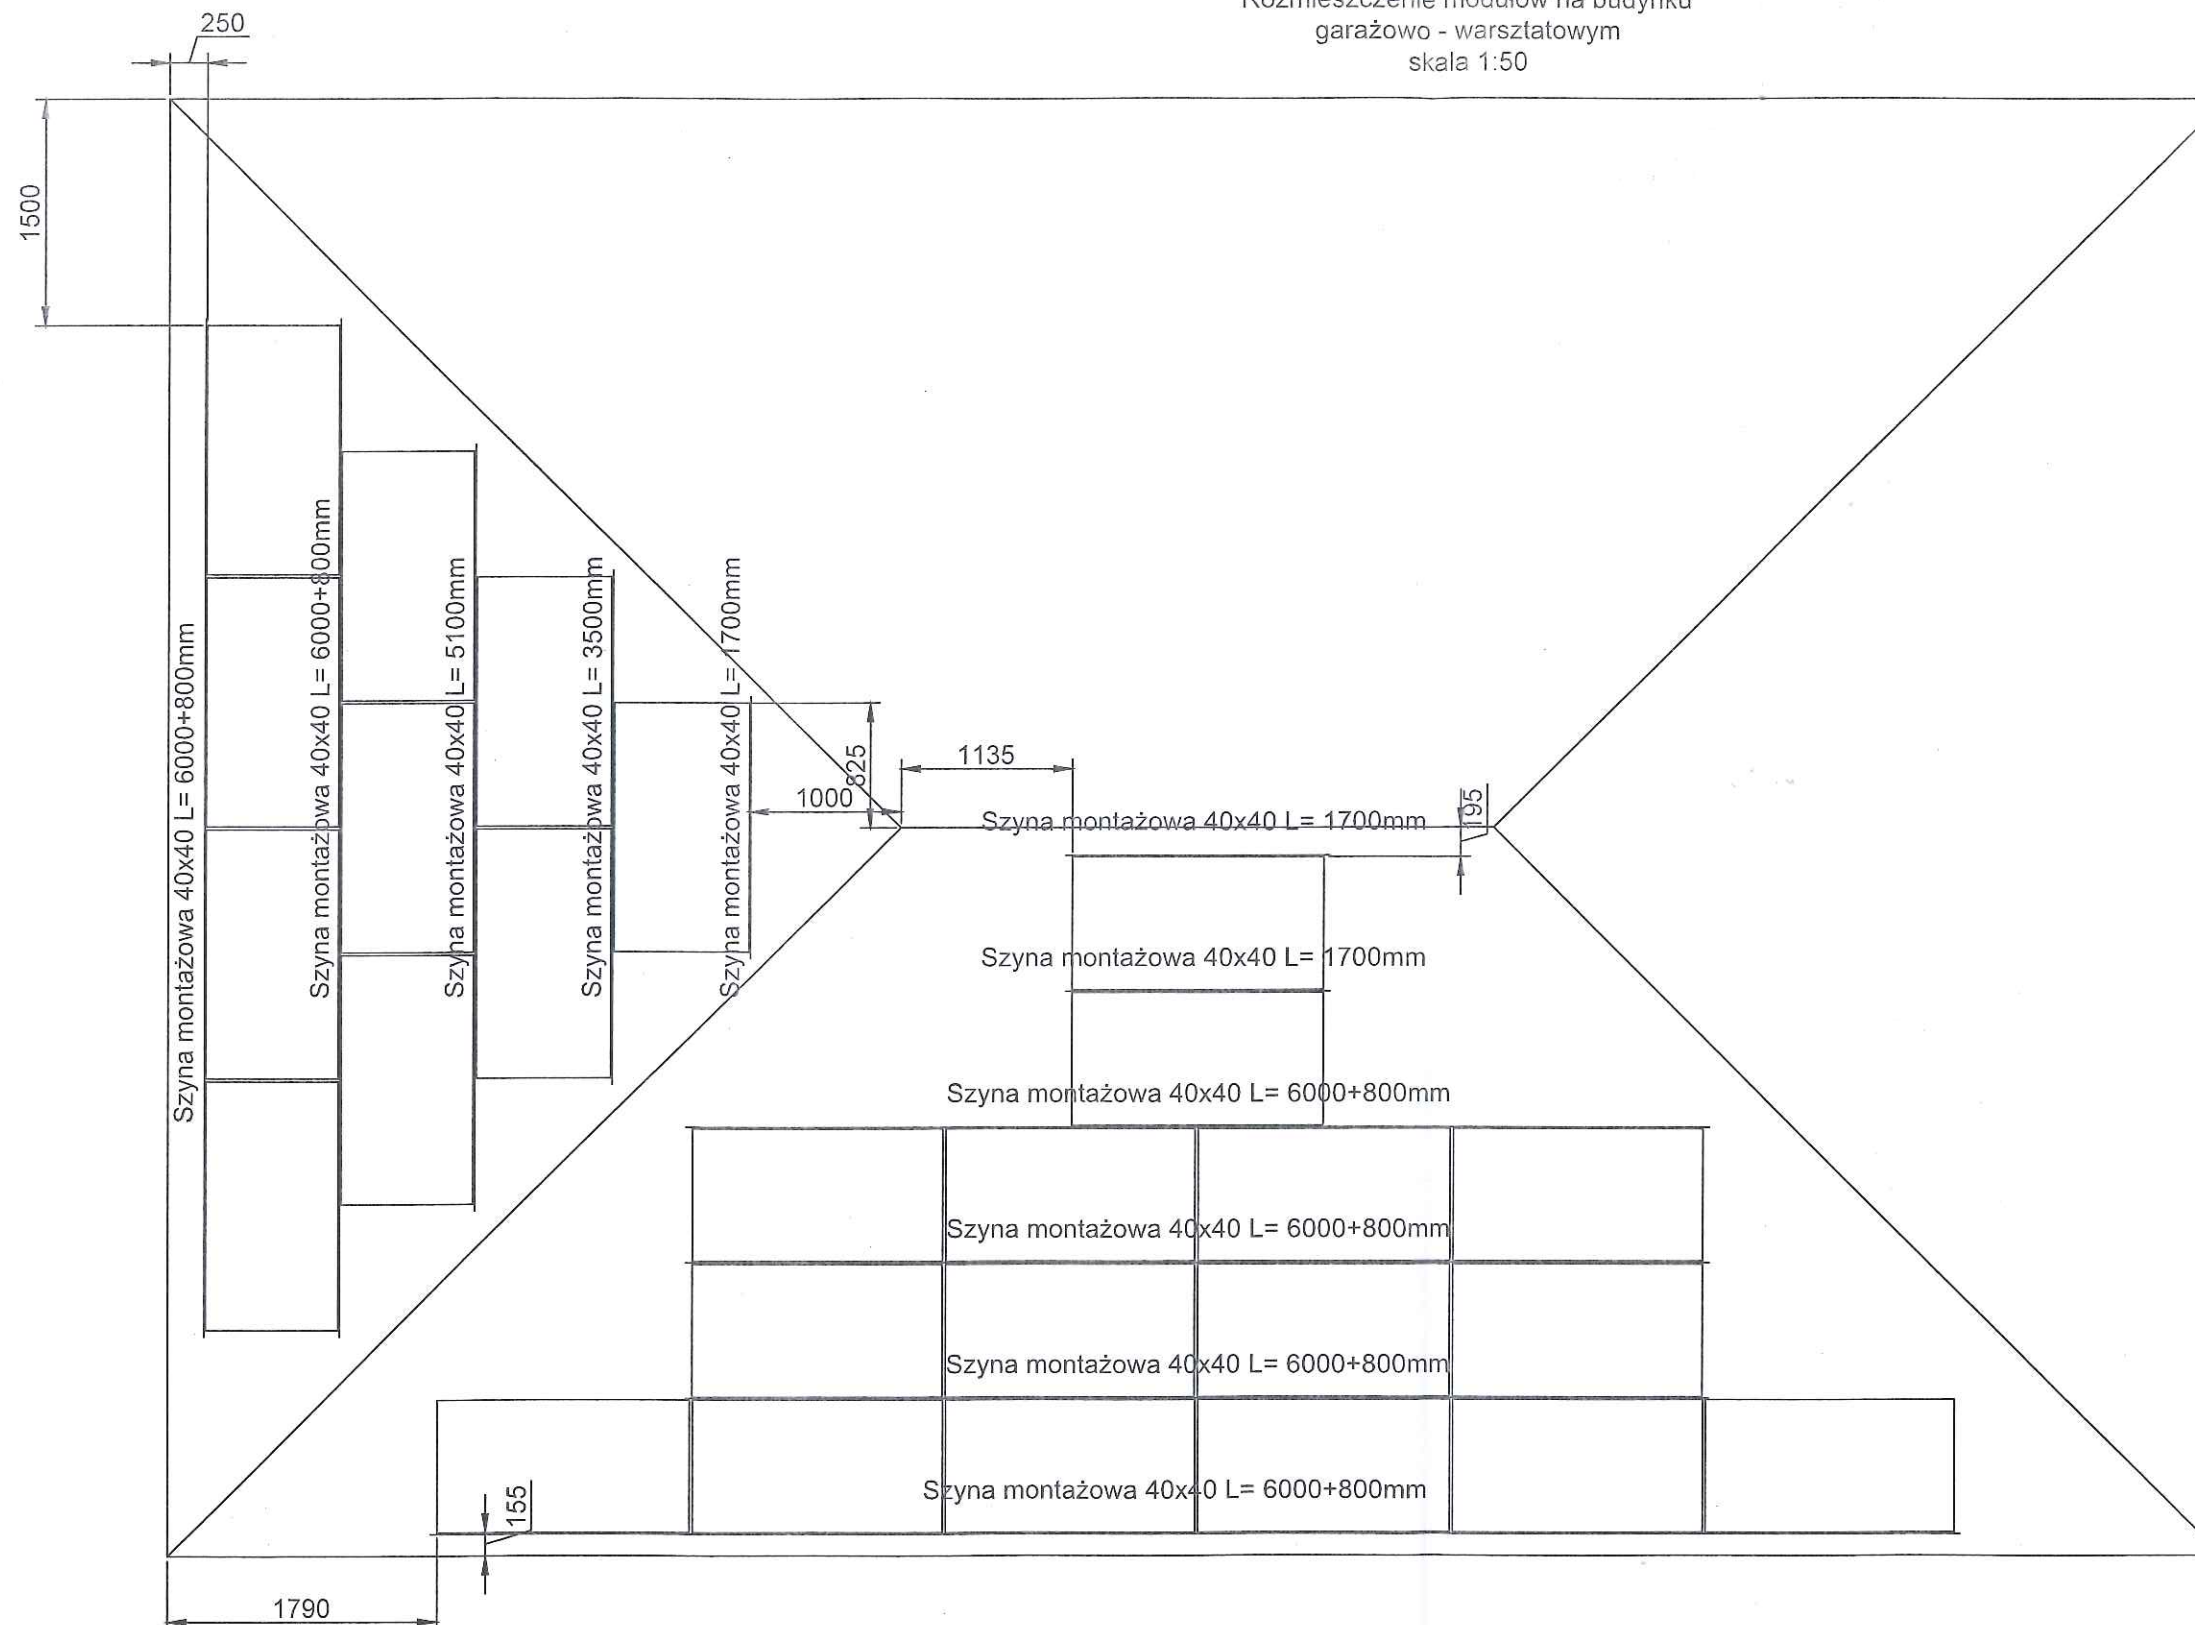 Rozmieszczenie modułów na budynku
garażowo - warsztatowym
skala 1:50
250
1500
Szyna montażowa 40x40 L= 6000+800mm
Szyna montażowa 40x40 L= 6000+800mm
Szyna montażowa 40x40 L= 5100mm
Szyna montażowa 40x40 L= 3500mm
Szyna montażowa 40x40 L= 1700mm
825
1000
1135
195
Szyna montażowa 40x40 L= 1700mm
Szyna montażowa 40x40 L= 1700mm
Szyna montażowa 40x40 L= 6000+800mm
Szyna montażowa 40x40 L= 6000+800mm
Szyna montażowa 40x40 L= 6000+800mm
Szyna montażowa 40x40 L= 6000+800mm
155
1790